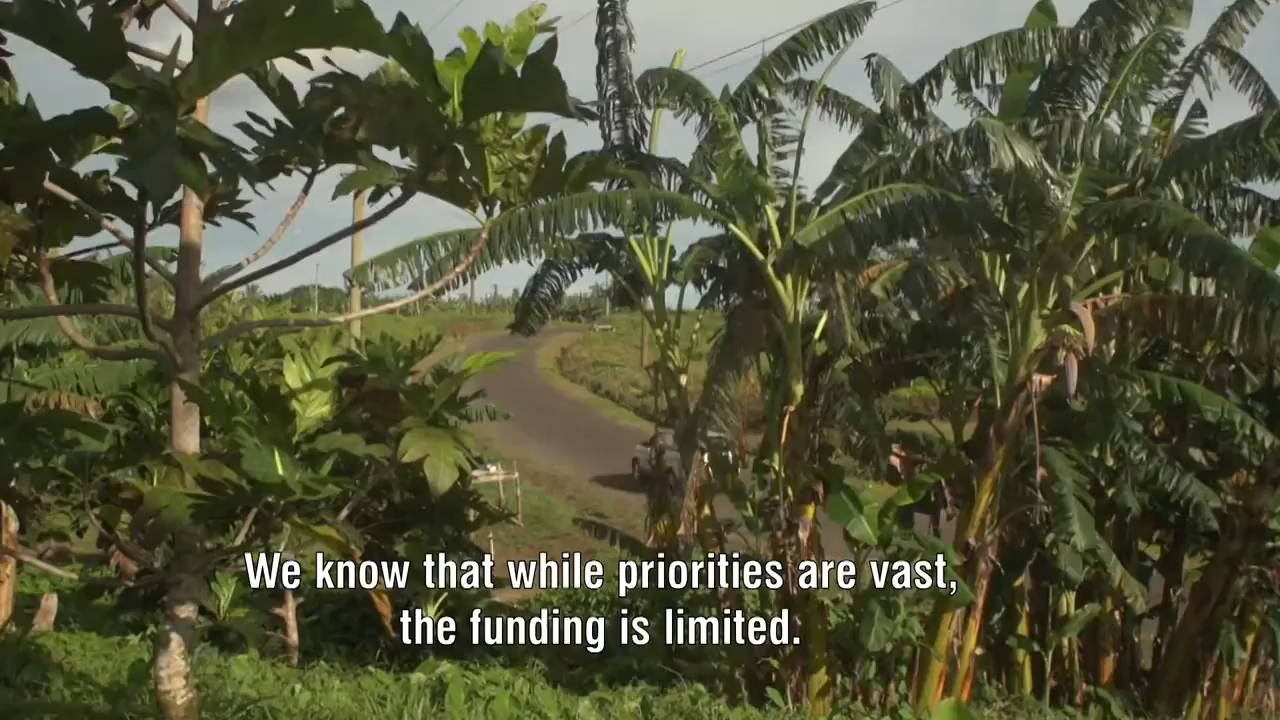 We know that while priorities are vast,
the funding is limited.